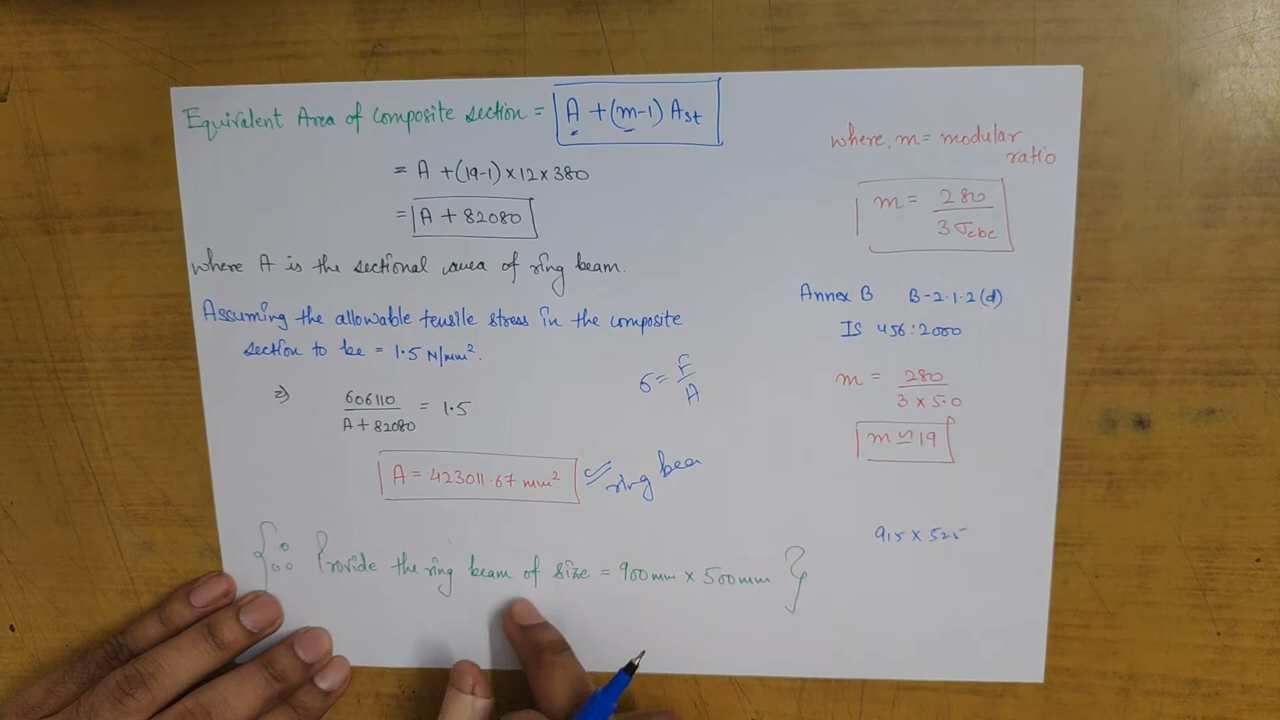 Equivalent Area of composite section = A + (m-1) Ast
= A + (19-1) × 12 × 380
= A + 82080
where A is the sectional area of ring beam.
Assuming the allowable tensile stress in the composite
section to be = 1.5 N/mm².
⇒ 606110 / A + 82080 = 1.5
σ = F / A
A = 423011.67 mm² ring bea
∴ Provide the ring beam of size = 900mm × 500mm
where, m = modular
ratio
m = 280 / 3 σcbc
Annex B B-2.1.2(d)
IS 456:2000
m = 280 / 3 × 5.0
m ≃ 19
915 × 525